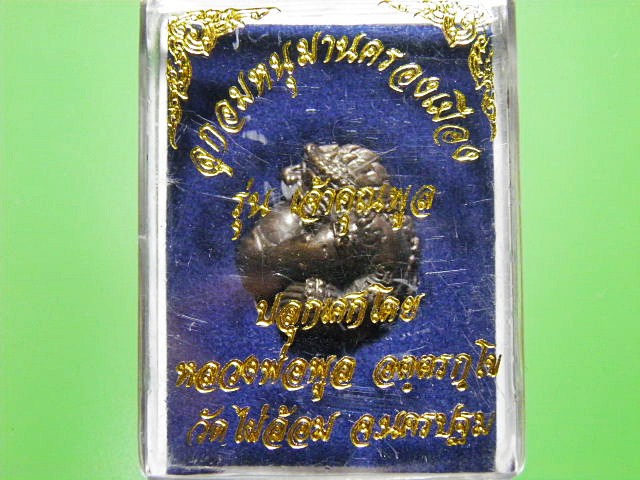 ลูกอมหนุมานครองเมือง
รุ่น เจ้าคุณพูล
ปลุกเสกโดย
หลวงพ่อพูล อตฺตรกฺโข
วัดไผ่ล้อม จ.นครปฐม